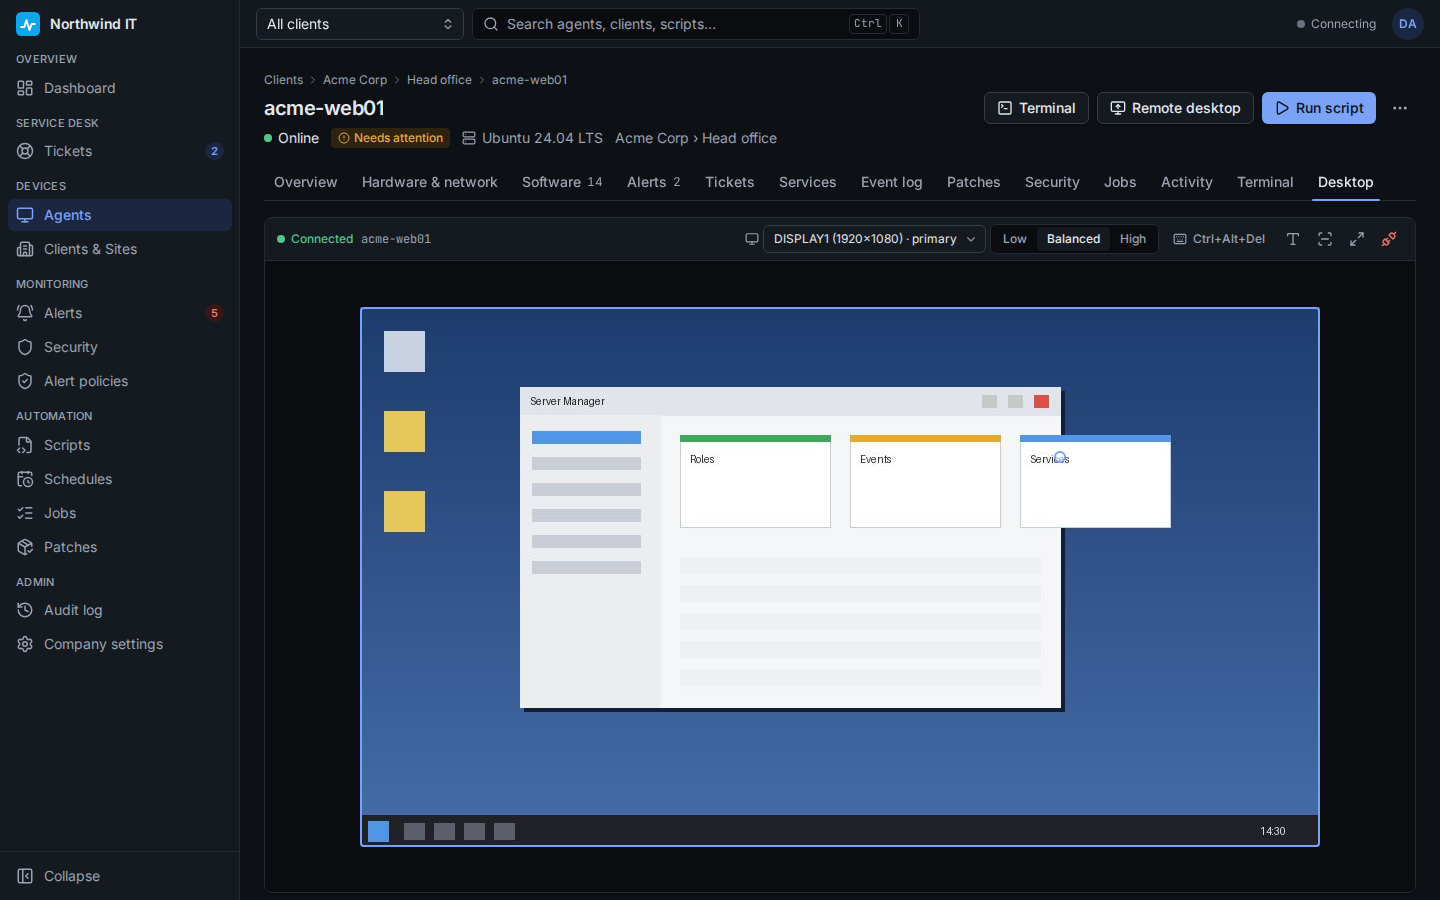 Northwind IT
All clients
Search agents, clients, scripts...
Ctrl K
Connecting
DA
OVERVIEW
Dashboard
SERVICE DESK
Tickets 2
DEVICES
Agents
Clients & Sites
MONITORING
Alerts 5
Security
Alert policies
AUTOMATION
Scripts
Schedules
Jobs
Patches
ADMIN
Audit log
Company settings
Collapse
Clients › Acme Corp › Head office › acme-web01
acme-web01
Terminal
Remote desktop
Run script
Online
Needs attention
Ubuntu 24.04 LTS
Acme Corp › Head office
Overview
Hardware & network
Software 14
Alerts 2
Tickets
Services
Event log
Patches
Security
Jobs
Activity
Terminal
Desktop
Connected acme-web01
DISPLAY1 (1920×1080) · primary
Low
Balanced
High
Ctrl+Alt+Del
Server Manager
Roles
Events
Services
14:30